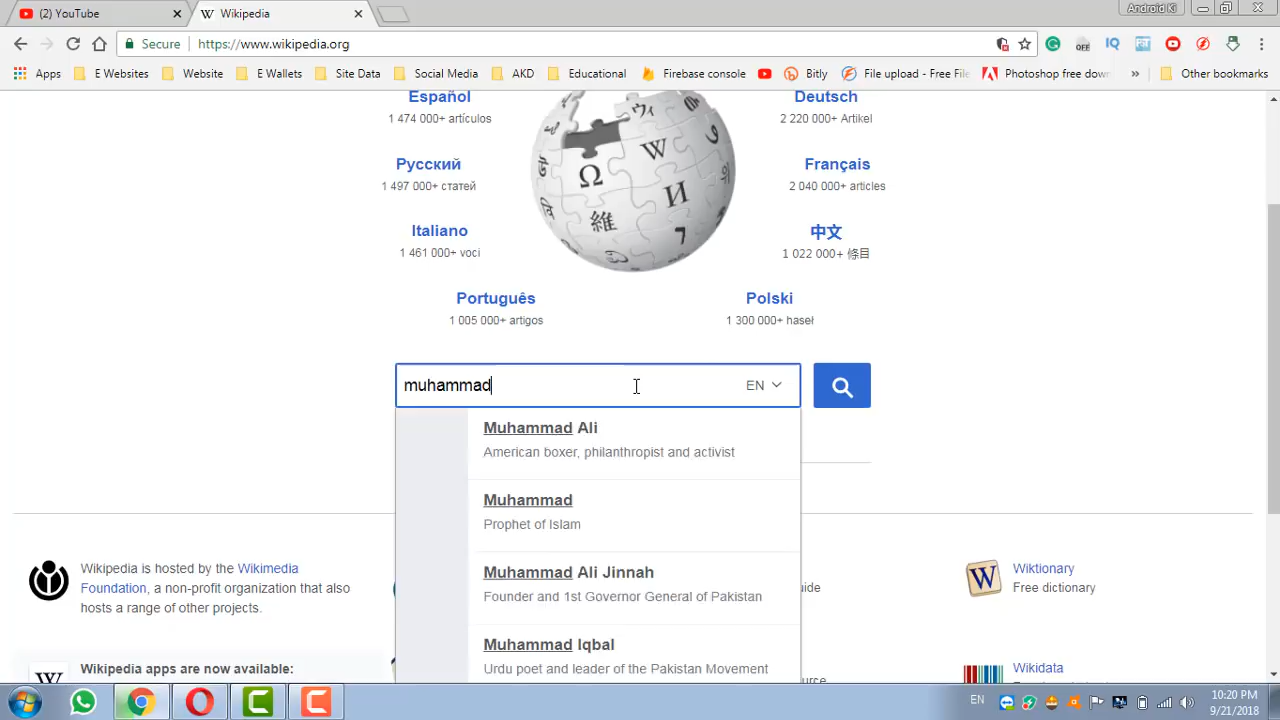 (2) YouTube
Wikipedia
Android Ki
Secure
https://www.wikipedia.org
OFF
IQ
Apps
E Websites
Website
E Wallets
Site Data
Social Media
AKD
Educational
Firebase console
Bitly
File upload - Free File
Photoshop free dow
»
Other bookmarks
Español
1 474 000+ artículos
Deutsch
2 220 000+ Artikel
Русский
1 497 000+ статей
Français
2 040 000+ articles
Italiano
1 461 000+ voci
中文
1 022 000+ 條目
Português
1 005 000+ artigos
Polski
1 300 000+ haseł
Ω W И 維 7
muhammad
EN
Muhammad Ali
American boxer, philanthropist and activist
Muhammad
Prophet of Islam
Muhammad Ali Jinnah
Founder and 1st Governor General of Pakistan
Muhammad Iqbal
Urdu poet and leader of the Pakistan Movement
Wikipedia is hosted by the Wikimedia
Foundation, a non-profit organization that also
hosts a range of other projects.
Wikipedia apps are now available:
W
Wiktionary
Free dictionary
Wikidata
EN
10:20 PM
9/21/2018